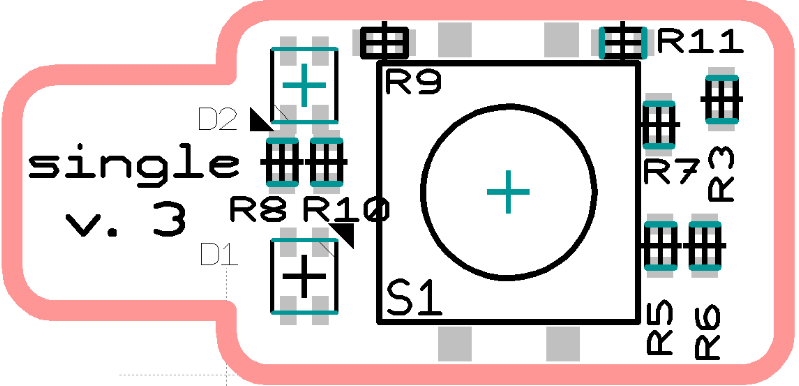 R11
R9
D2
R7
R3
single
R8 R10
v. 3
D1
S1
R5
R6